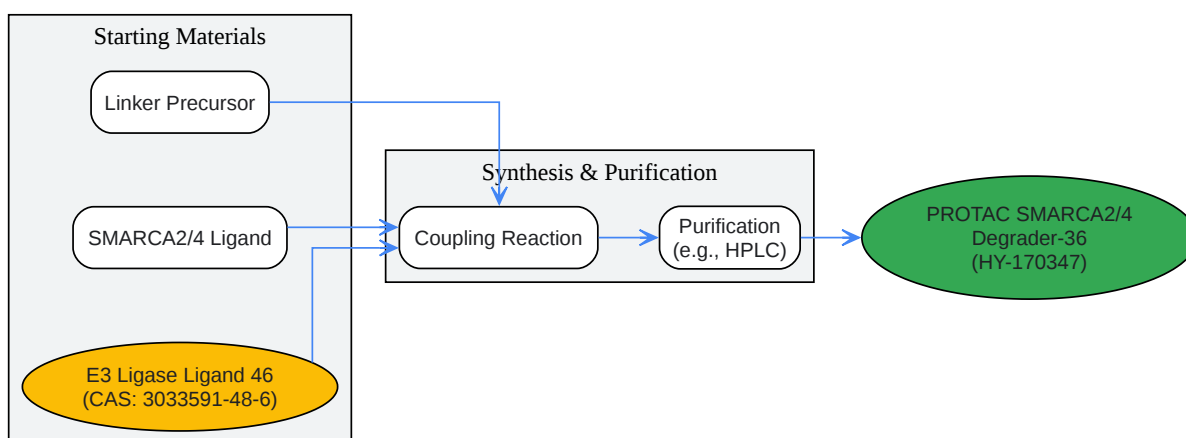 Starting Materials
Linker Precursor
SMARCA2/4 Ligand
E3 Ligase Ligand 46
(CAS: 3033591-48-6)
Synthesis & Purification
Coupling Reaction
Purification
(e.g., HPLC)
PROTAC SMARCA2/4
Degrader-36
(HY-170347)